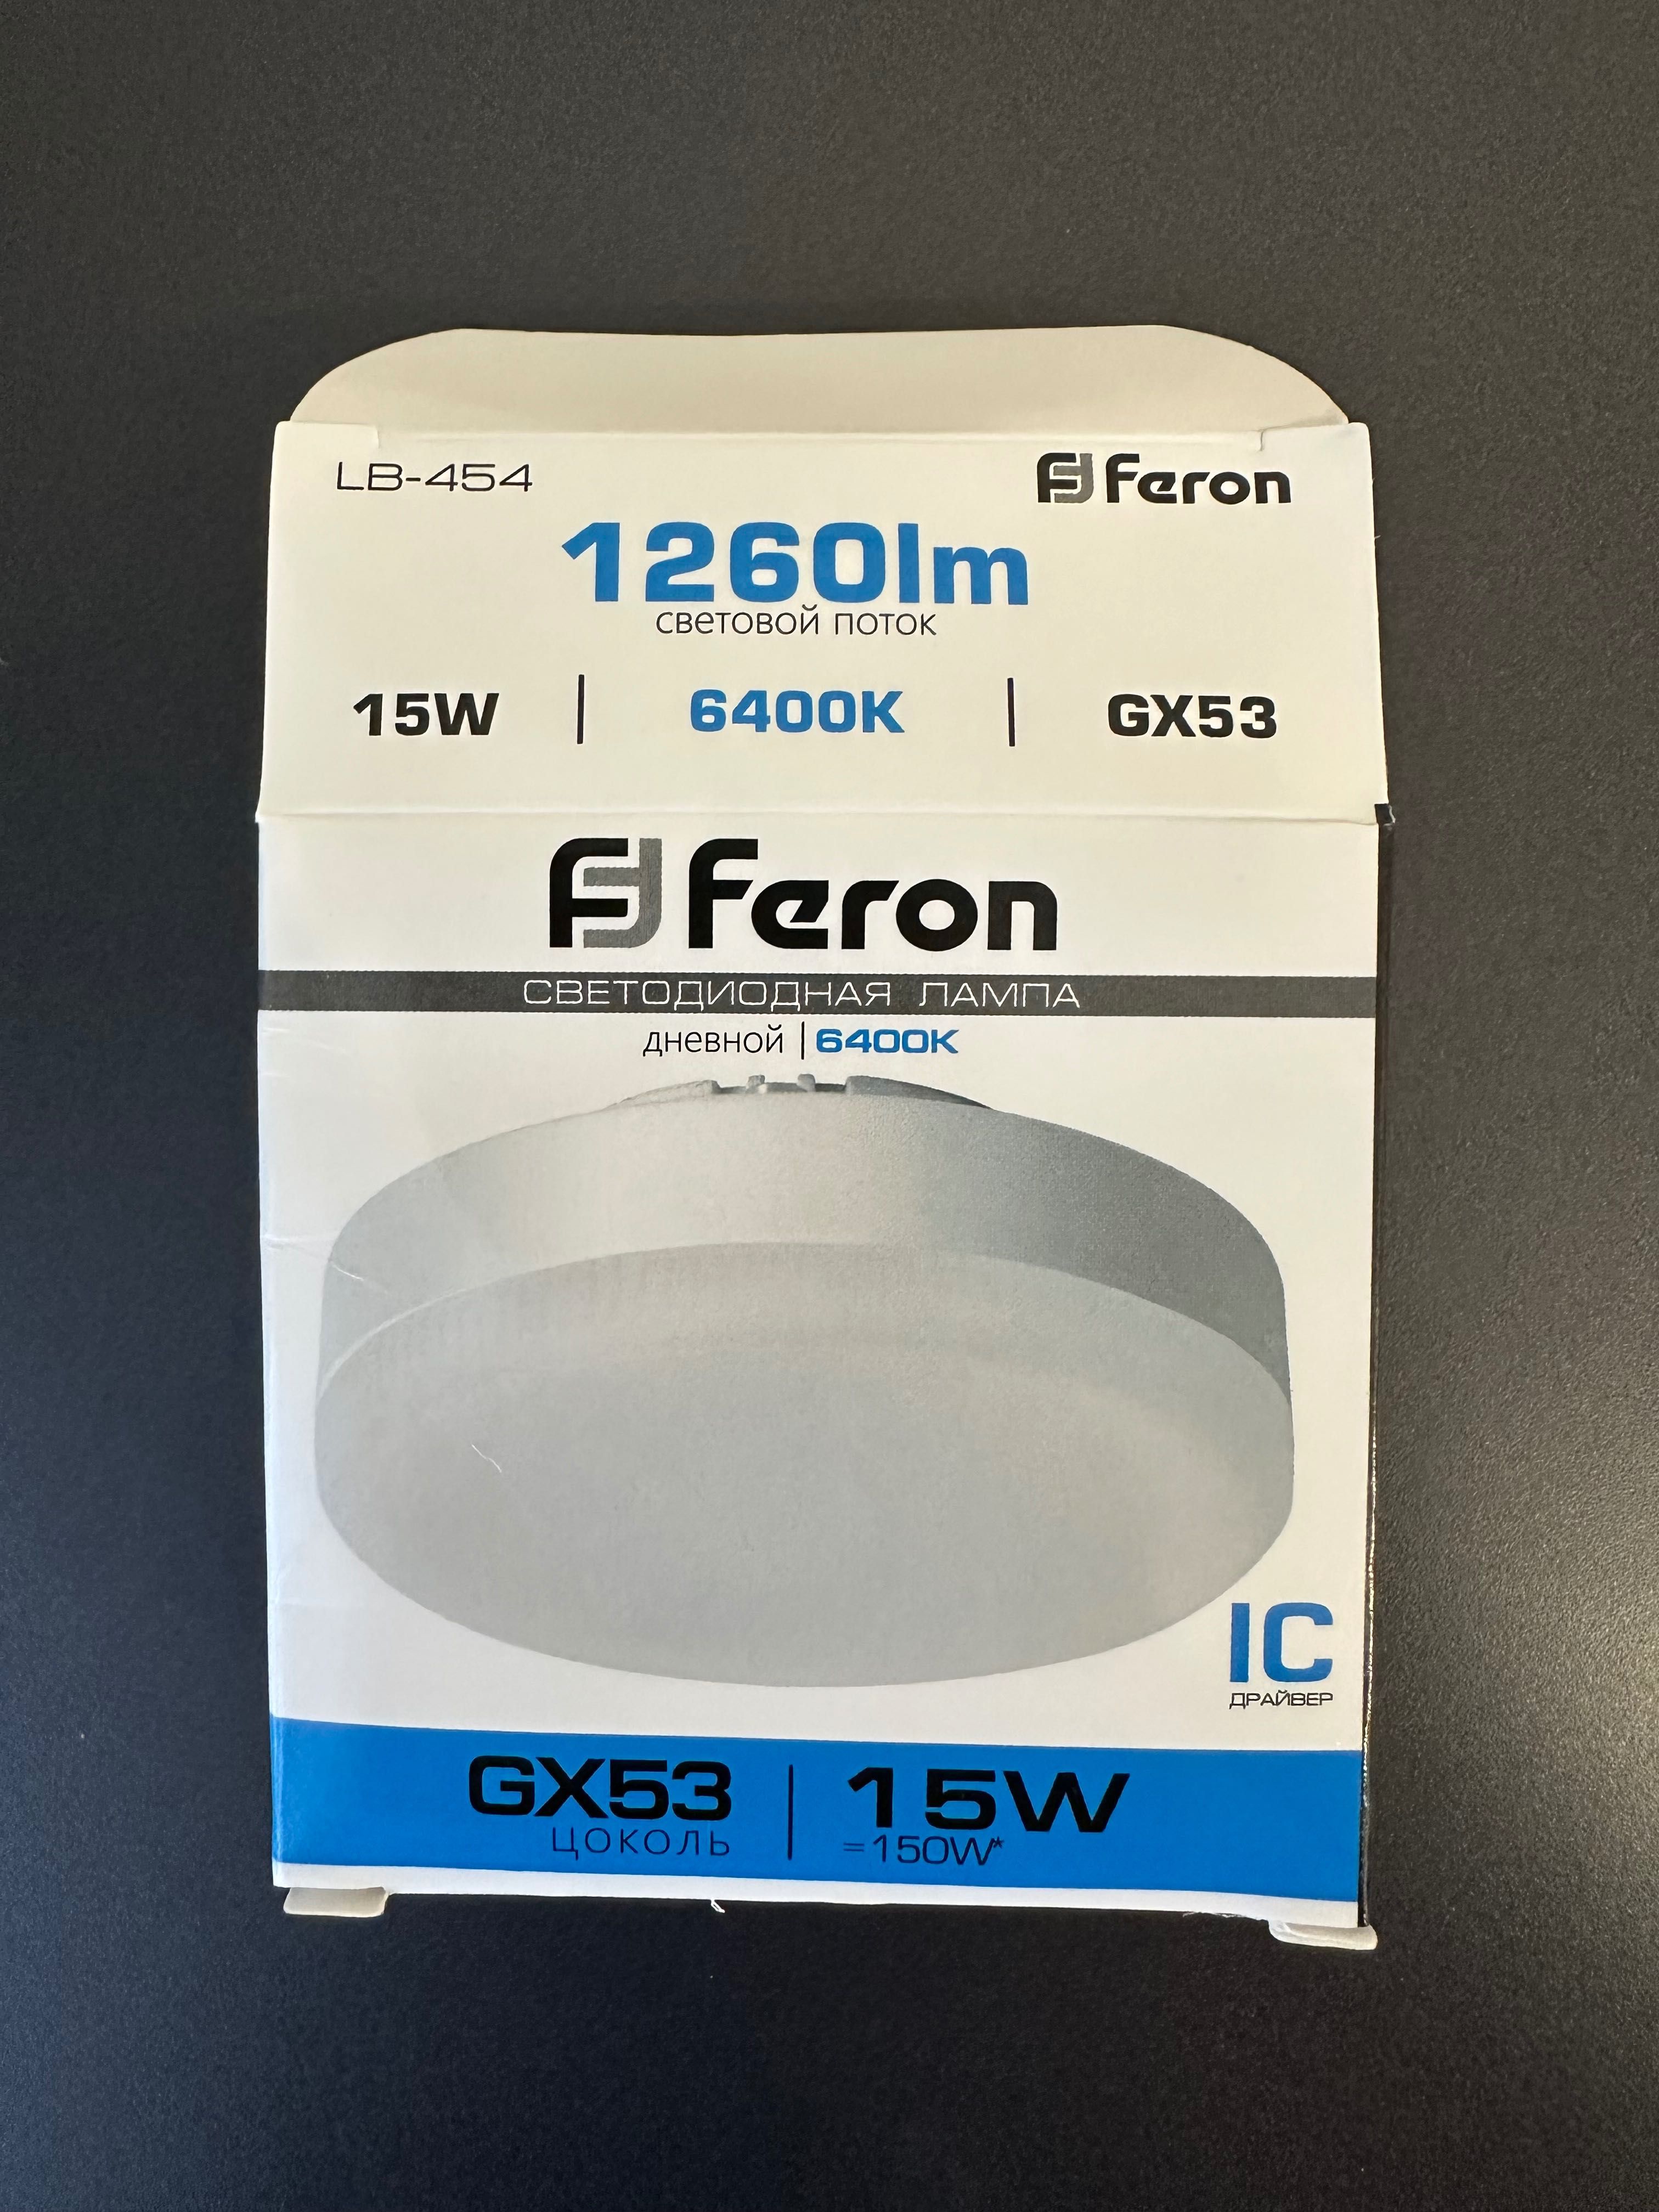 LB-454 Feron
1260lm
световой поток
15W | 6400K | GX53
Feron
СВЕТОДИОДНАЯ ЛАМПА
дневной | 6400K
IC
ДРАЙВЕР
GX53 | 15W
ЦОКОЛЬ =150W*